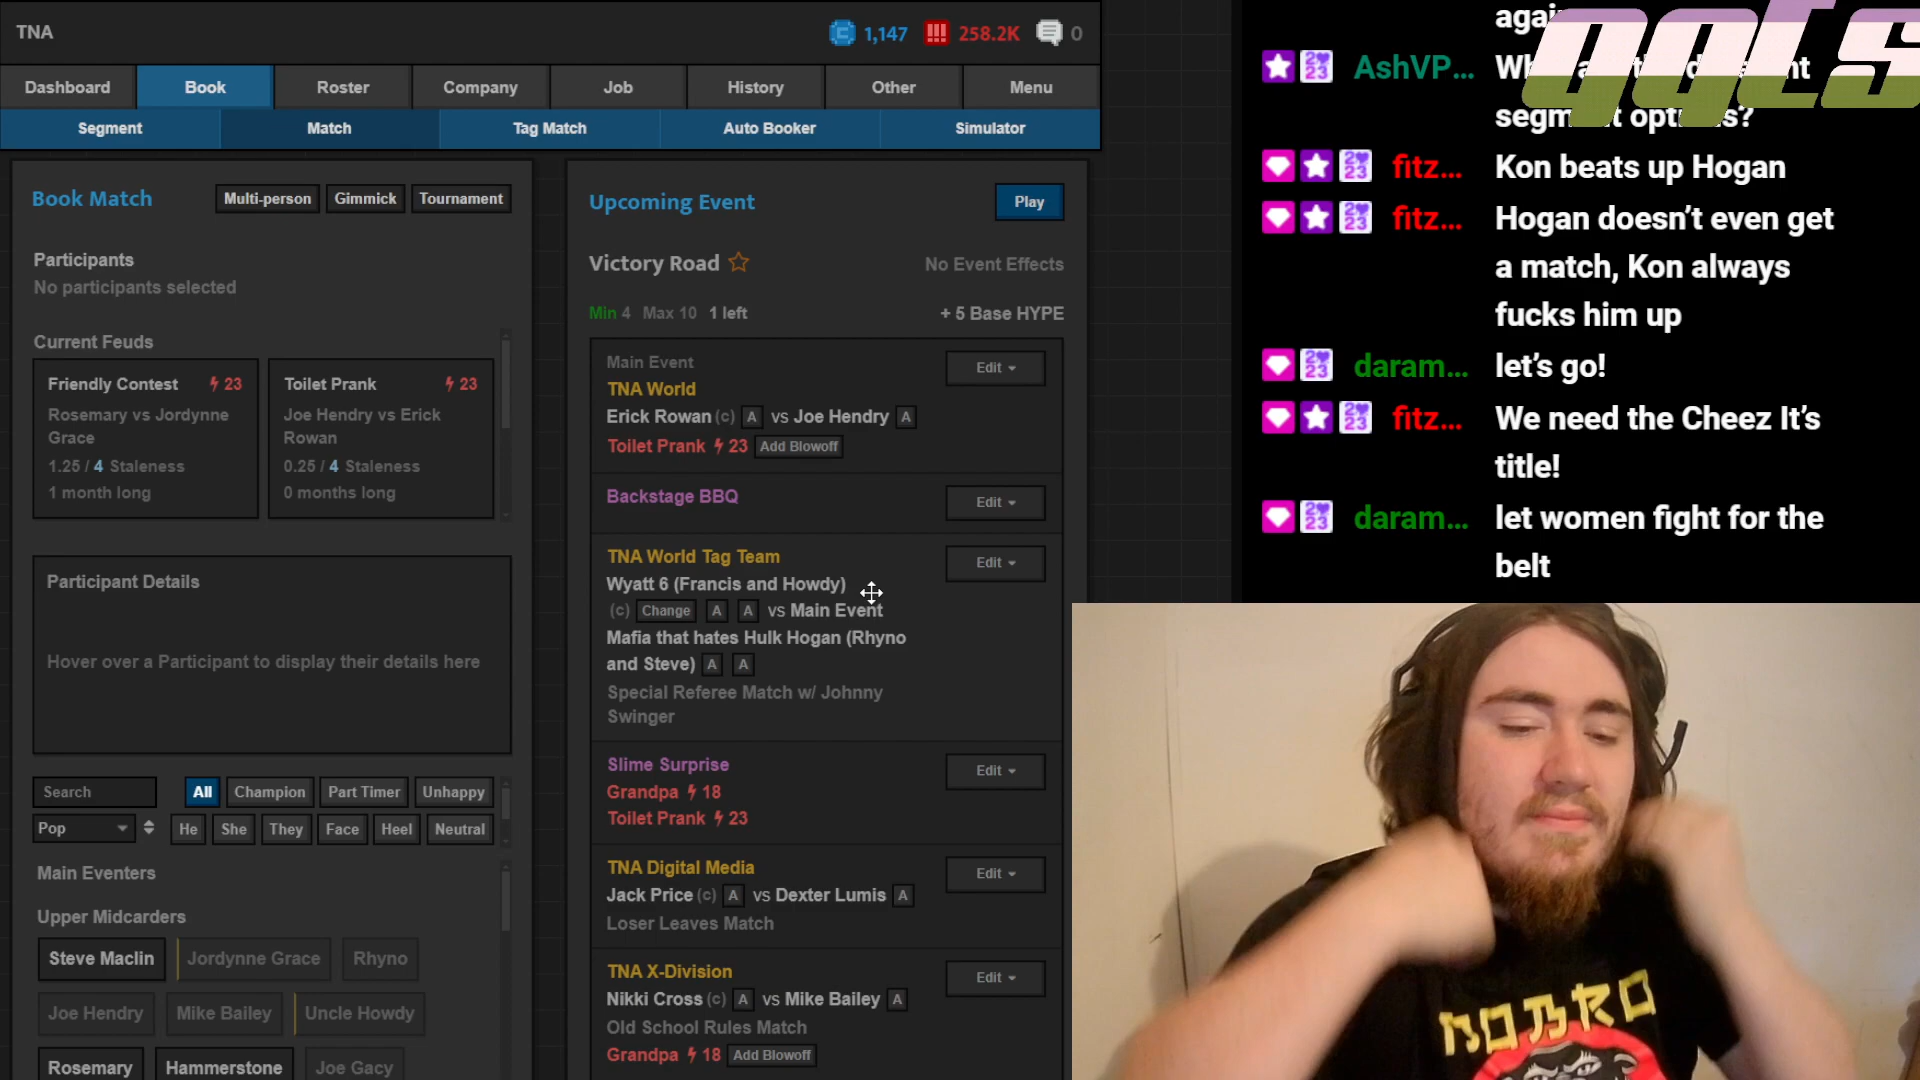 TNA
1,147
258.2K
0
Dashboard
Book
Roster
Company
Job
History
Other
Menu
Segment
Match
Tag Match
Auto Booker
Simulator
Book Match
Multi-person
Gimmick
Tournament
Participants
No participants selected
Current Feuds
Friendly Contest 23
Rosemary vs Jordynne
Grace
1.25 / 4 Staleness
1 month long
Toilet Prank 23
Joe Hendry vs Erick
Rowan
0.25 / 4 Staleness
0 months long
Participant Details
Hover over a Participant to display their details here
Search
All
Champion
Part Timer
Unhappy
Pop
He
She
They
Face
Heel
Neutral
Main Eventers
Upper Midcarders
Steve Maclin
Jordynne Grace
Rhyno
Joe Hendry
Mike Bailey
Uncle Howdy
Rosemary
Hammerstone
Joe Gacy
Upcoming Event
Play
Victory Road
No Event Effects
Min 4 Max 10 1 left
+ 5 Base HYPE
Main Event
Edit
TNA World
Erick Rowan (c) A vs Joe Hendry A
Toilet Prank 23 Add Blowoff
Backstage BBQ
Edit
TNA World Tag Team
Edit
Wyatt 6 (Francis and Howdy)
(c) Change A A vs Main Event
Mafia that hates Hulk Hogan (Rhyno
and Steve) A A
Special Referee Match w/ Johnny
Swinger
Slime Surprise
Edit
Grandpa 18
Toilet Prank 23
TNA Digital Media
Edit
Jack Price (c) A vs Dexter Lumis A
Loser Leaves Match
TNA X-Division
Edit
Nikki Cross (c) A vs Mike Bailey A
Old School Rules Match
Grandpa 18 Add Blowoff
AshVP...
segment options?
fitz... Kon beats up Hogan
fitz... Hogan doesn't even get
a match, Kon always
fucks him up
daram... let's go!
fitz... We need the Cheez It's
title!
daram... let women fight for the
belt